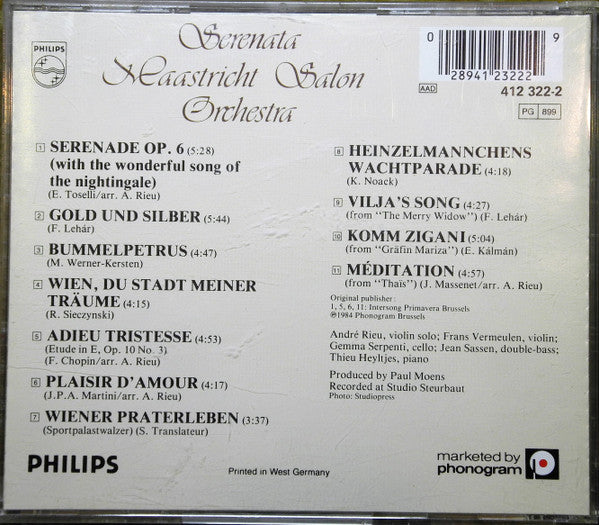 PHILIPS
Serenata
Maastricht Salon
Orchestra
0 28941 23222 9
AAD
412 322-2
PG 899
1 SERENADE OP. 6 (5:28)
(with the wonderful song of
the nightingale)
(E. Toselli/arr. A. Rieu)
2 GOLD UND SILBER (5:44)
(F. Lehár)
3 BUMMELPETRUS (4:47)
(M. Werner-Kersten)
4 WIEN, DU STADT MEINER
TRÄUME (4:15)
(R. Sieczynski)
5 ADIEU TRISTESSE (4:53)
(Etude in E, Op. 10 No. 3)
(F. Chopin/arr. A. Rieu)
6 PLAISIR D'AMOUR (4:17)
(J.P.A. Martini/arr. A. Rieu)
7 WIENER PRATERLEBEN (3:37)
(Sportpalastwalzer) (S. Translateur)
8 HEINZELMANNCHENS
WACHTPARADE (4:18)
(K. Noack)
9 VILJA'S SONG (4:27)
(from "The Merry Widow") (F. Lehár)
10 KOMM ZIGANI (5:04)
(from "Gräfin Mariza") (E. Kálmán)
11 MÉDITATION (4:57)
(from "Thaïs") (J. Massenet/arr. A. Rieu)
Original publisher :
1, 5, 6, 11: Intersong Primavera Brussels
℗1984 Phonogram Brussels
André Rieu, violin solo; Frans Vermeulen, violin;
Gemma Serpenti, cello; Jean Sassen, double-bass;
Thieu Heyltjes, piano
Produced by Paul Moens
Recorded at Studio Steurbaut
Photo: Studiopress
PHILIPS
Printed in West Germany
marketed by
phonogram